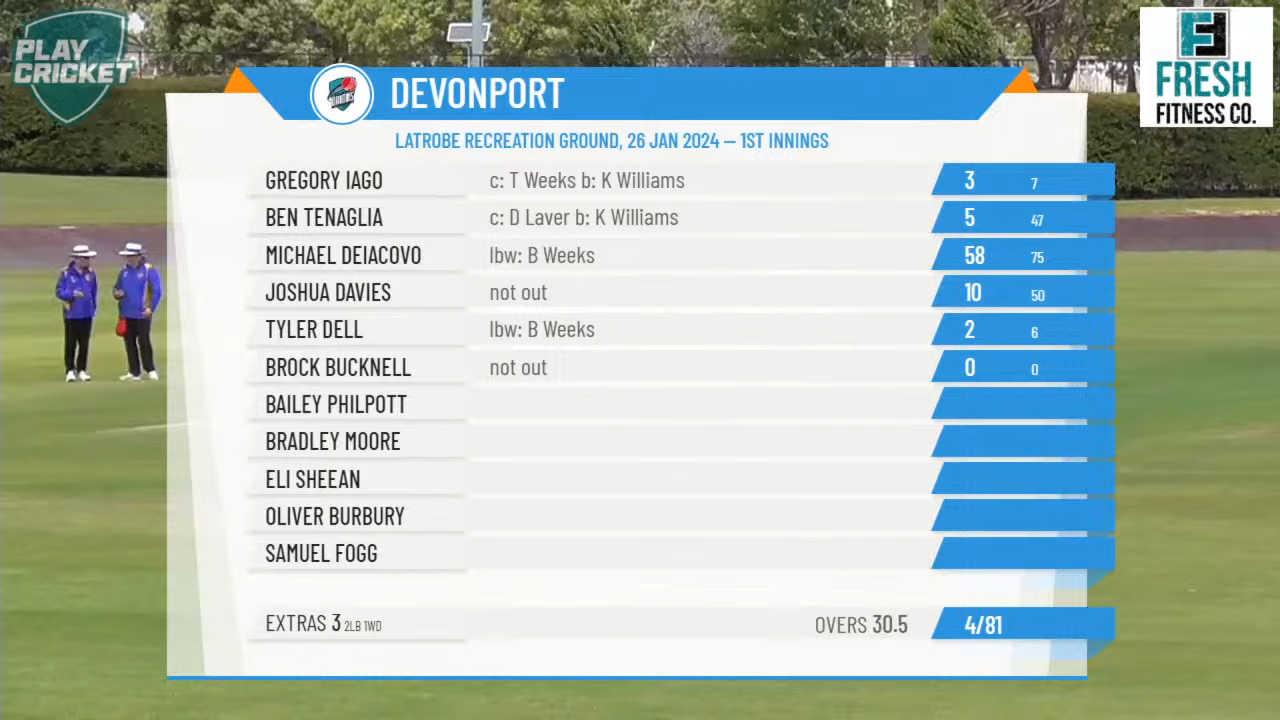 PLAY
CRICKET
DEVONPORT
FRESH
FITNESS CO.
LATROBE RECREATION GROUND, 26 JAN 2024 – 1ST INNINGS
GREGORY IAGO c: T Weeks b: K Williams 3 7
BEN TENAGLIA c: D Laver b: K Williams 5 47
MICHAEL DEIACOVO lbw: B Weeks 58 75
JOSHUA DAVIES not out 10 50
TYLER DELL lbw: B Weeks 2 6
BROCK BUCKNELL not out 0 0
BAILEY PHILPOTT
BRADLEY MOORE
ELI SHEEAN
OLIVER BURBURY
SAMUEL FOGG
EXTRAS 3 2LB 1WD OVERS 30.5 4/81